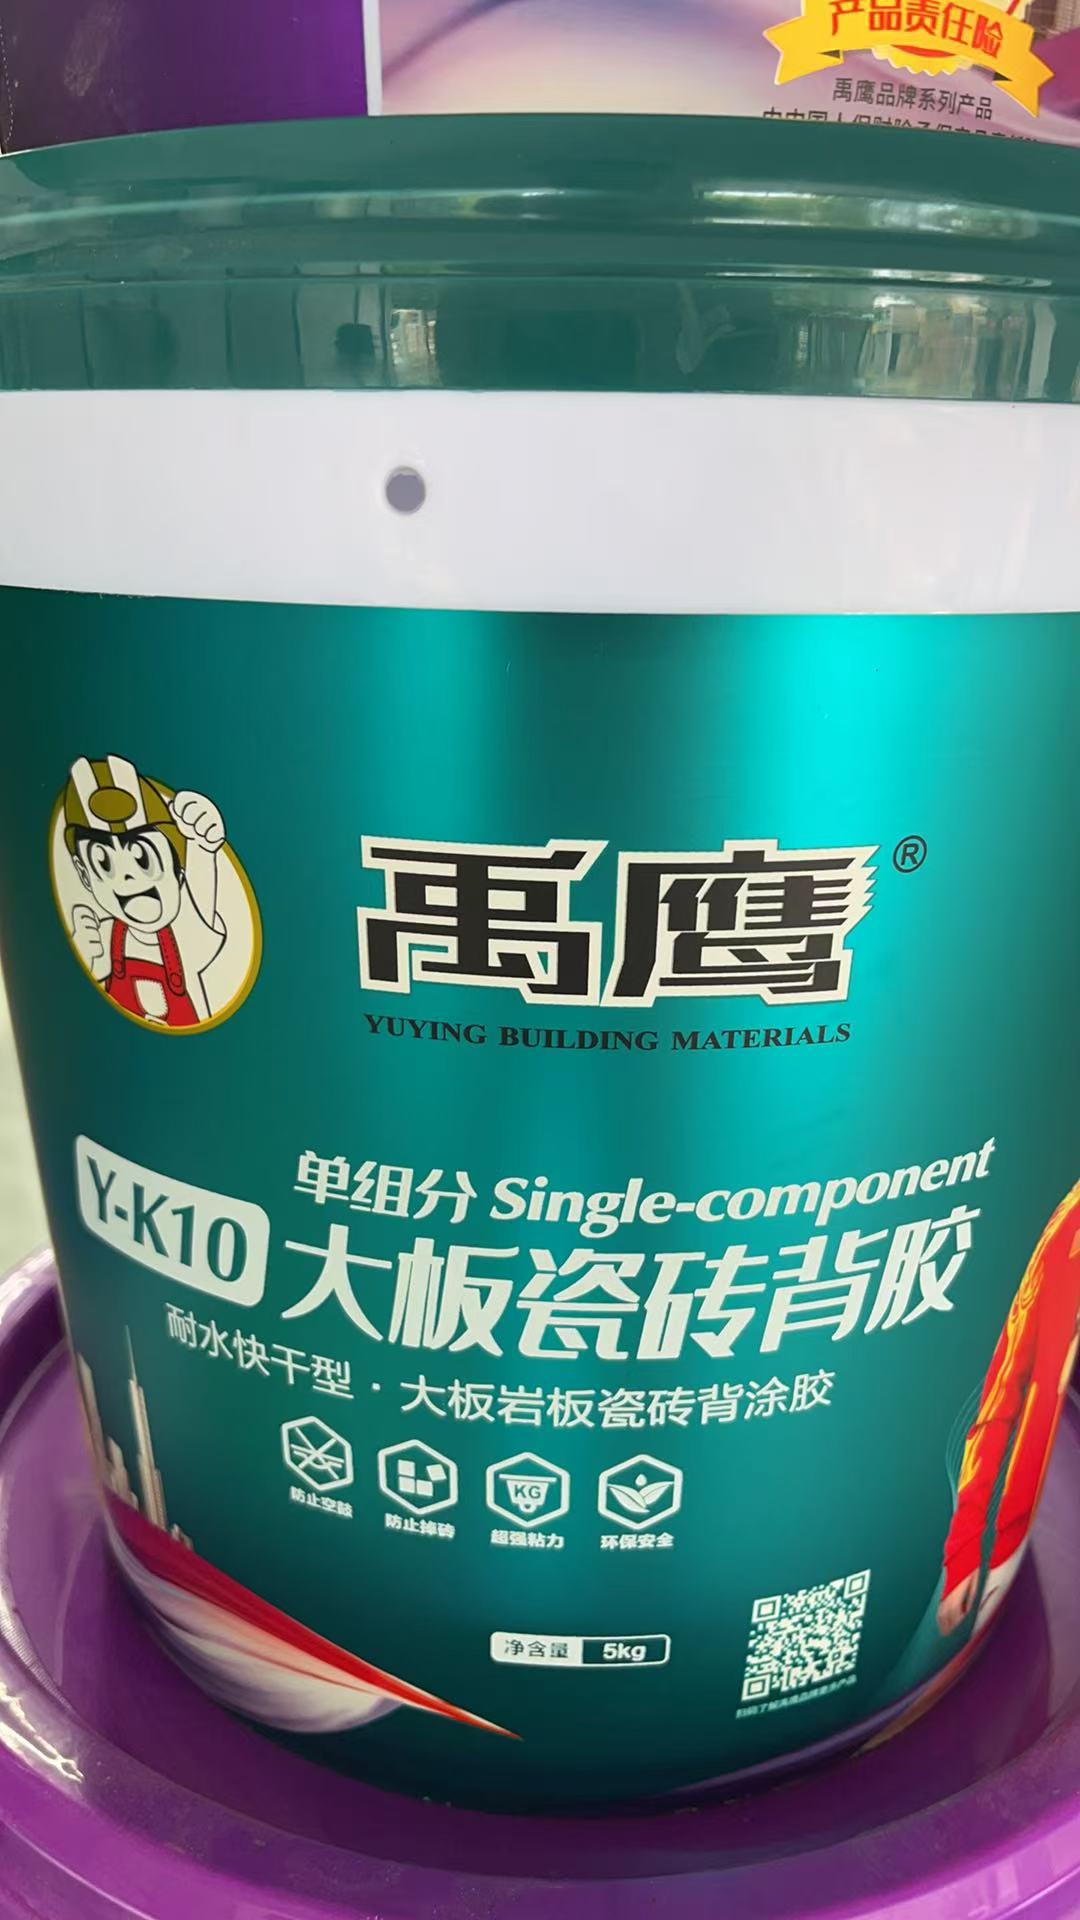 产品责任险
禹鹰品牌系列产品
禹鹰®
YUYING BUILDING MATERIALS
单组分 Single-component
Y-K10
大板瓷砖背胶
耐水快干型·大板岩板瓷砖背涂胶
防止空鼓
防止掉砖
KG
超强粘力
环保安全
净含量 5kg